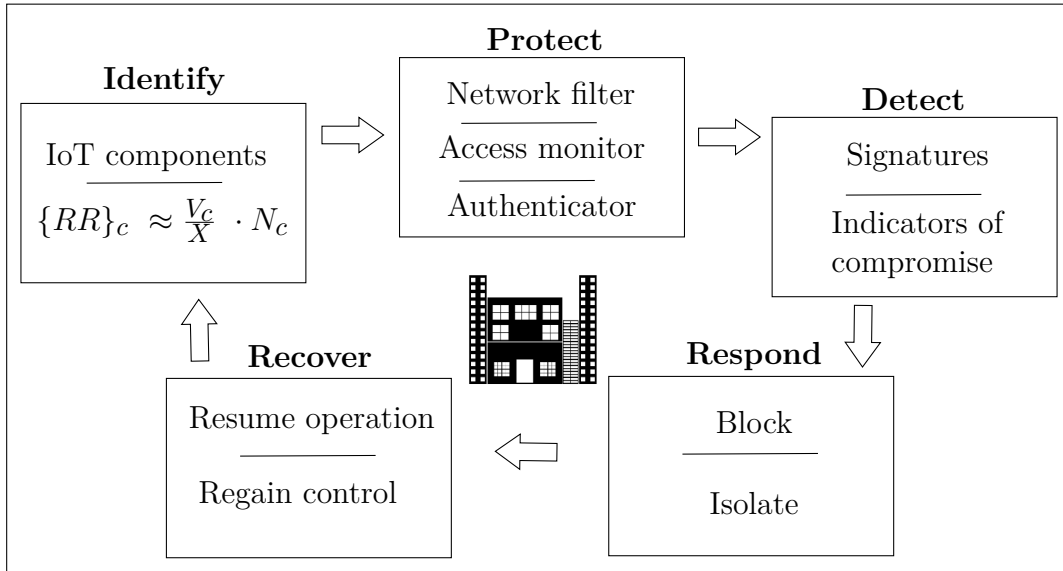 Identify
IoT components
{RR}_c ≈ V_c/X · N_c
Protect
Network filter
Access monitor
Authenticator
Detect
Signatures
Indicators of
compromise
Respond
Block
Isolate
Recover
Resume operation
Regain control